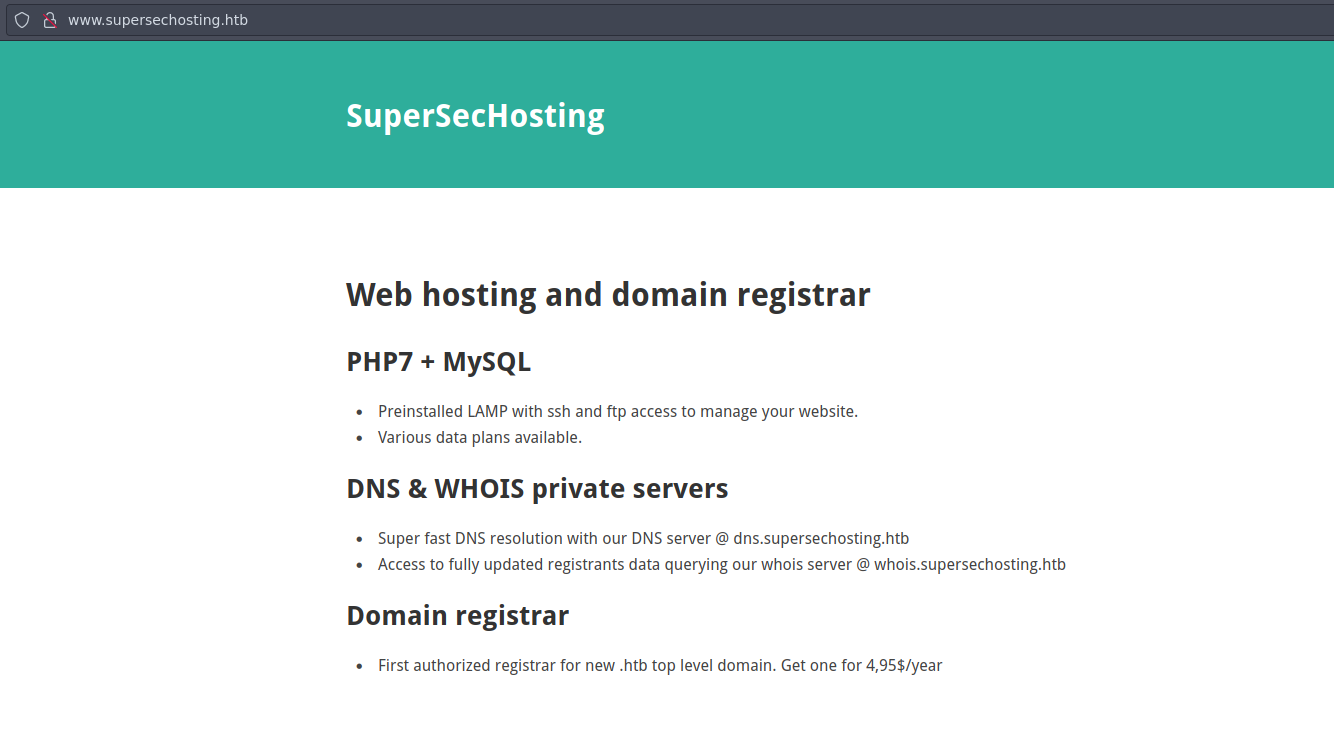 www.supersechosting.htb
SuperSecHosting
Web hosting and domain registrar
PHP7 + MySQL
• Preinstalled LAMP with ssh and ftp access to manage your website.
• Various data plans available.
DNS & WHOIS private servers
• Super fast DNS resolution with our DNS server @ dns.supersechosting.htb
• Access to fully updated registrants data querying our whois server @ whois.supersechosting.htb
Domain registrar
• First authorized registrar for new .htb top level domain. Get one for 4,95$/year